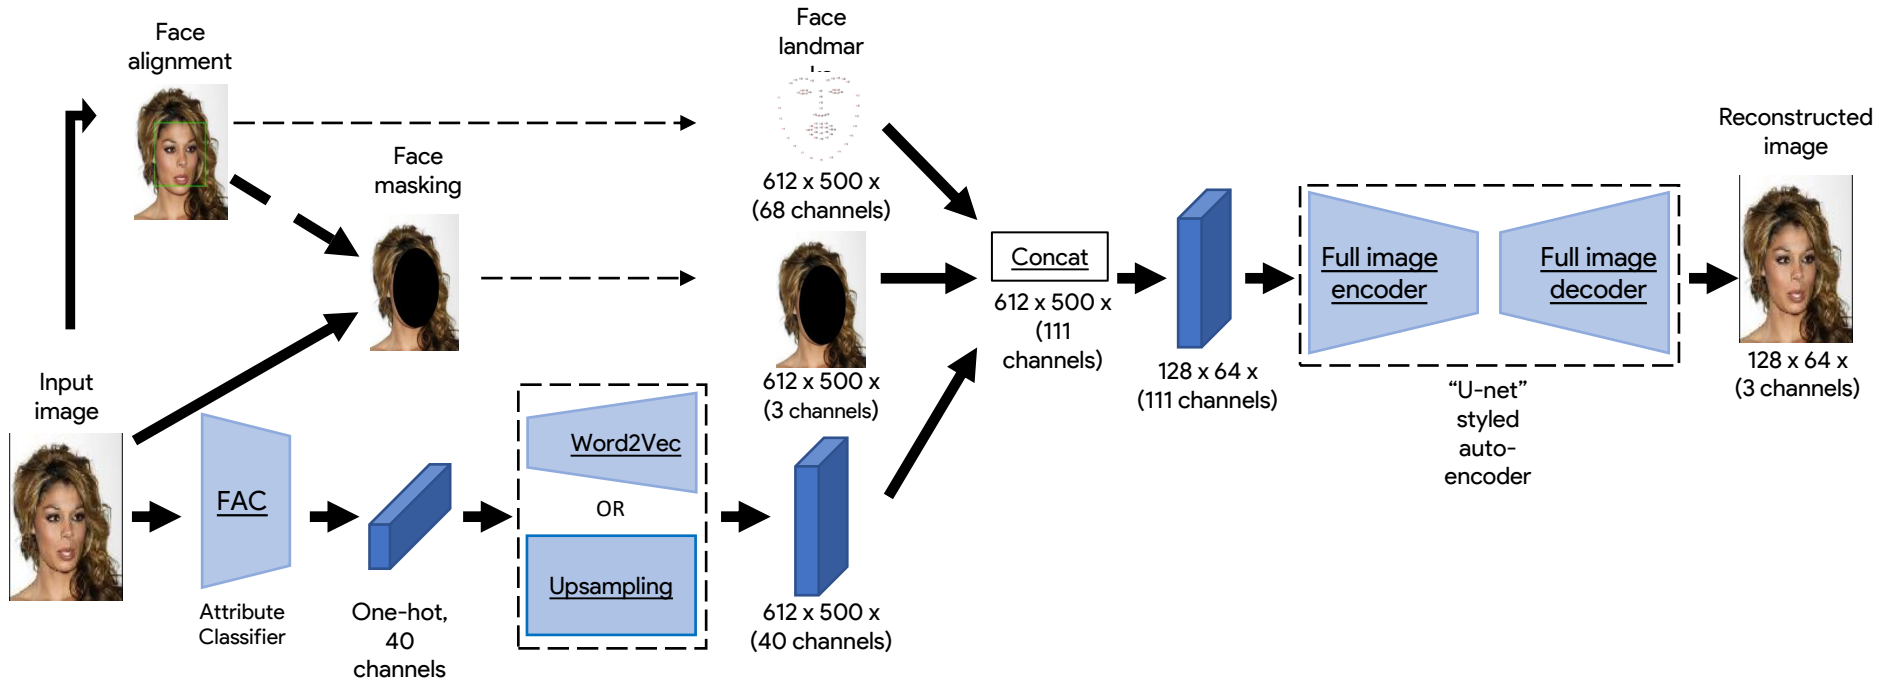 Face
alignment
Face
masking
Face
landmar
612 x 500 x
(68 channels)
612 x 500 x
(3 channels)
Input
image
FAC
Attribute
Classifier
One-hot,
40
channels
Word2Vec
OR
Upsampling
612 x 500 x
(40 channels)
Concat
612 x 500 x
(111
channels)
128 x 64 x
(111 channels)
Full image
encoder
Full image
decoder
"U-net"
styled
auto-
encoder
Reconstructed
image
128 x 64 x
(3 channels)